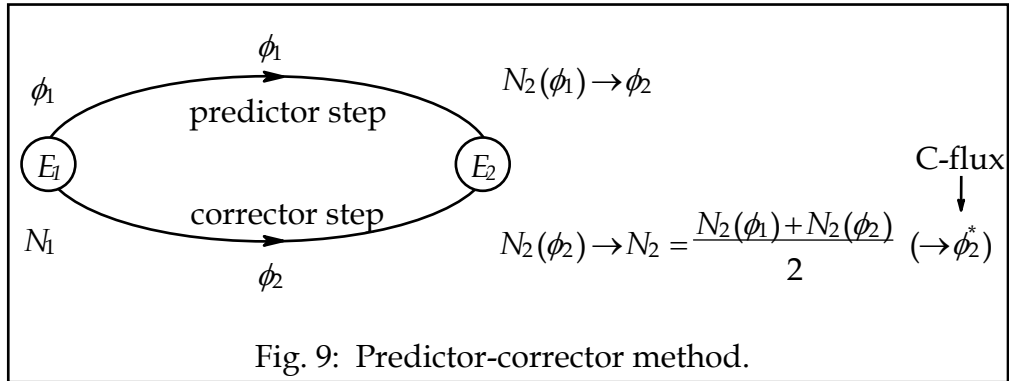 ϕ₁
ϕ₁
N₂(ϕ₁)→ϕ₂
predictor step
E₁
E₂
C-flux
N₁
corrector step
N₂(ϕ₂)→N₂ = (N₂(ϕ₁)+N₂(ϕ₂))/2 (→ϕ₂*)
ϕ₂
Fig. 9: Predictor-corrector method.